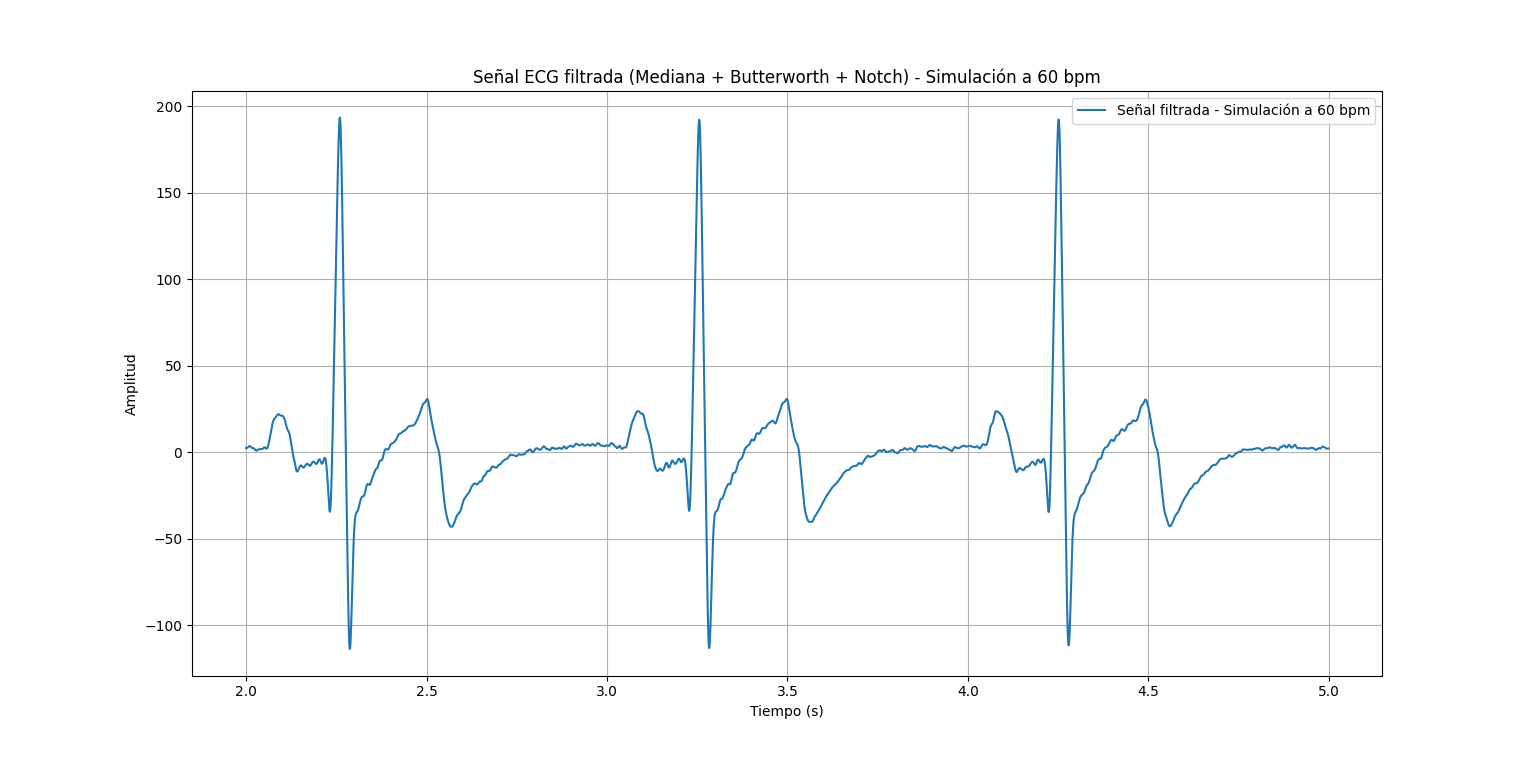 Señal ECG filtrada (Mediana + Butterworth + Notch) - Simulación a 60 bpm
Señal filtrada - Simulación a 60 bpm
200
150
100
50
0
−50
−100
Amplitud
2.0 2.5 3.0 3.5 4.0 4.5 5.0
Tiempo (s)